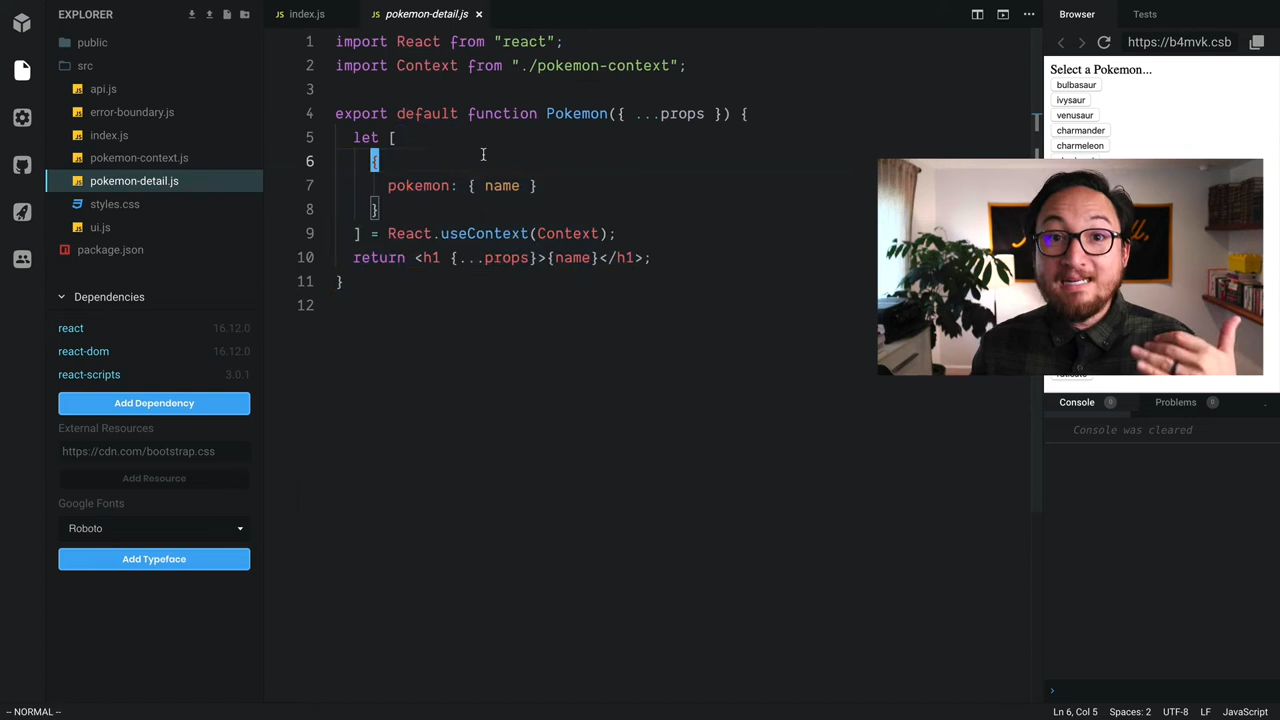 EXPLORER
public
src
api.js
error-boundary.js
index.js
pokemon-context.js
pokemon-detail.js
styles.css
ui.js
package.json
Dependencies
react 16.12.0
react-dom 16.12.0
react-scripts 3.0.1
Add Dependency
External Resources
https://cdn.com/bootstrap.css
Add Resource
Google Fonts
Roboto
Add Typeface
-- NORMAL --
index.js
pokemon-detail.js
1 import React from "react";
2 import Context from "./pokemon-context";
3
4 export default function Pokemon({ ...props }) {
5 let [
6 {
7 pokemon: { name }
8 }
9 ] = React.useContext(Context);
10 return <h1 {...props}>{name}</h1>;
11 }
12
Browser Tests
https://b4mvk.csb
Select a Pokemon...
bulbasaur
ivysaur
venusaur
charmander
charmeleon
Console 0 Problems 0
Console was cleared
Ln 6, Col 5 Spaces: 2 UTF-8 LF JavaScript